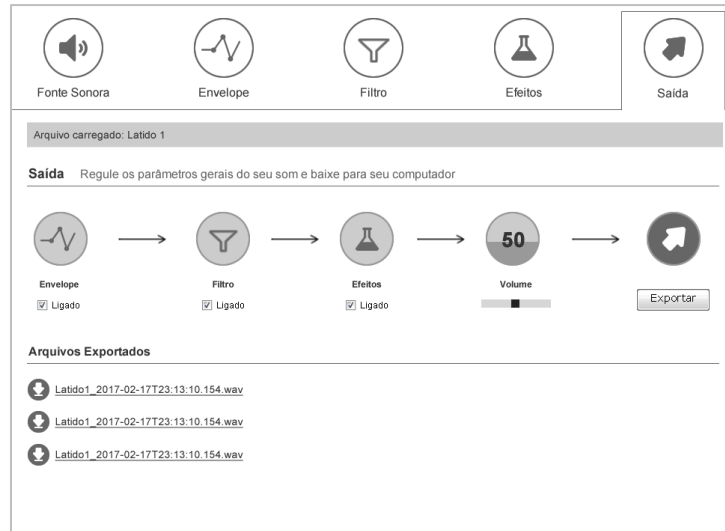 Fonte Sonora Envelope Filtro Efeitos Saída
Arquivo carregado: Latido 1
Saída Regule os parâmetros gerais do seu som e baixe para seu computador
50
Envelope Filtro Efeitos Volume
Ligado Ligado Ligado Exportar
Arquivos Exportados
Latido1_2017-02-17T23:13:10.154.wav
Latido1_2017-02-17T23:13:10.154.wav
Latido1_2017-02-17T23:13:10.154.wav